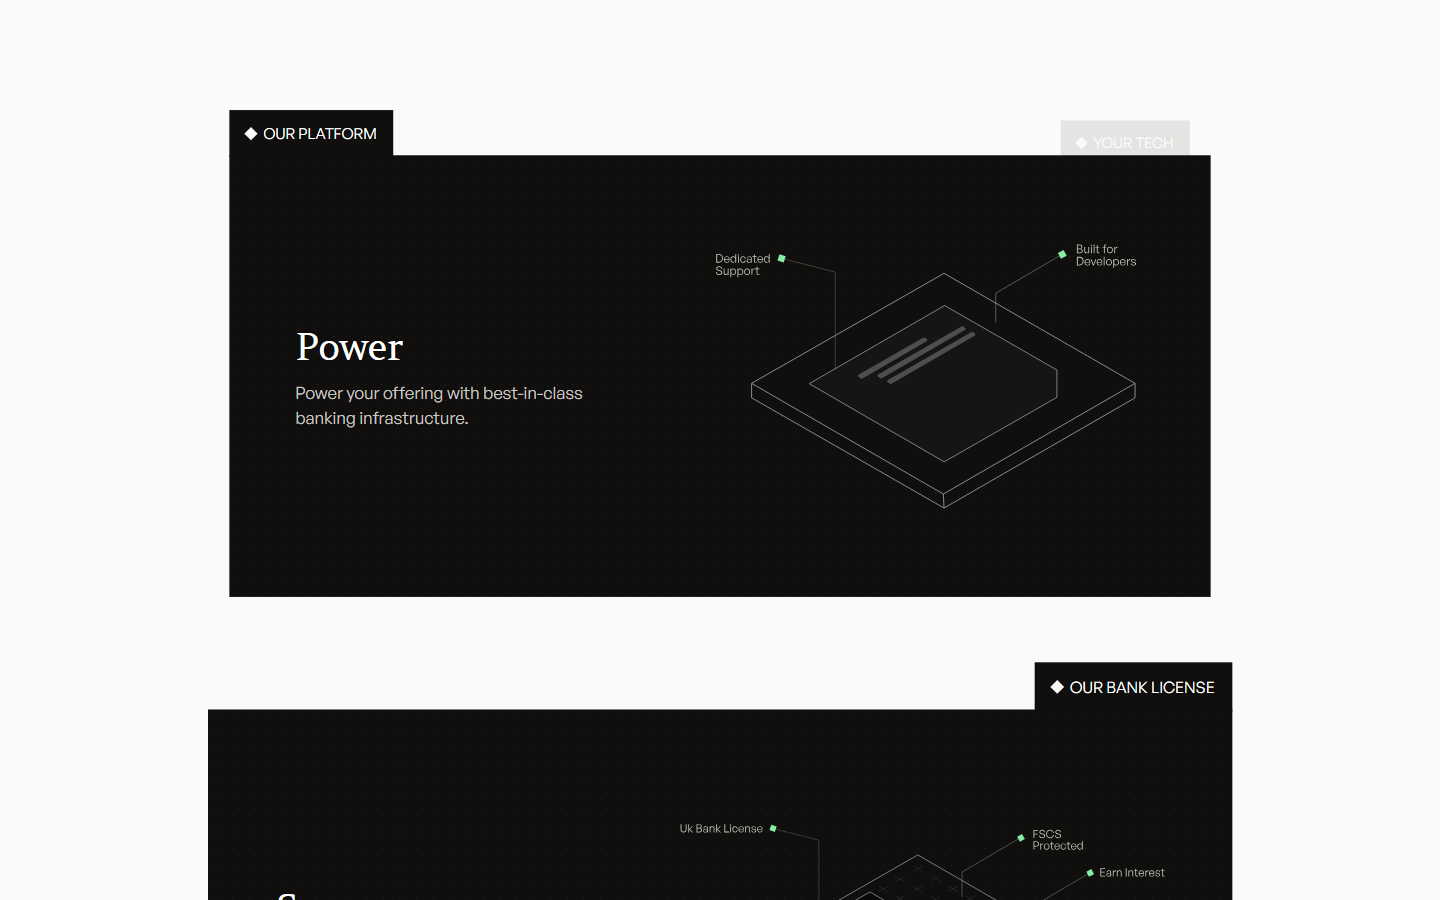 OUR PLATFORM
YOUR TECH
Dedicated
Support
Built for
Developers
Power
Power your offering with best-in-class
banking infrastructure.
OUR BANK LICENSE
Uk Bank License
FSCS
Protected
Earn Interest